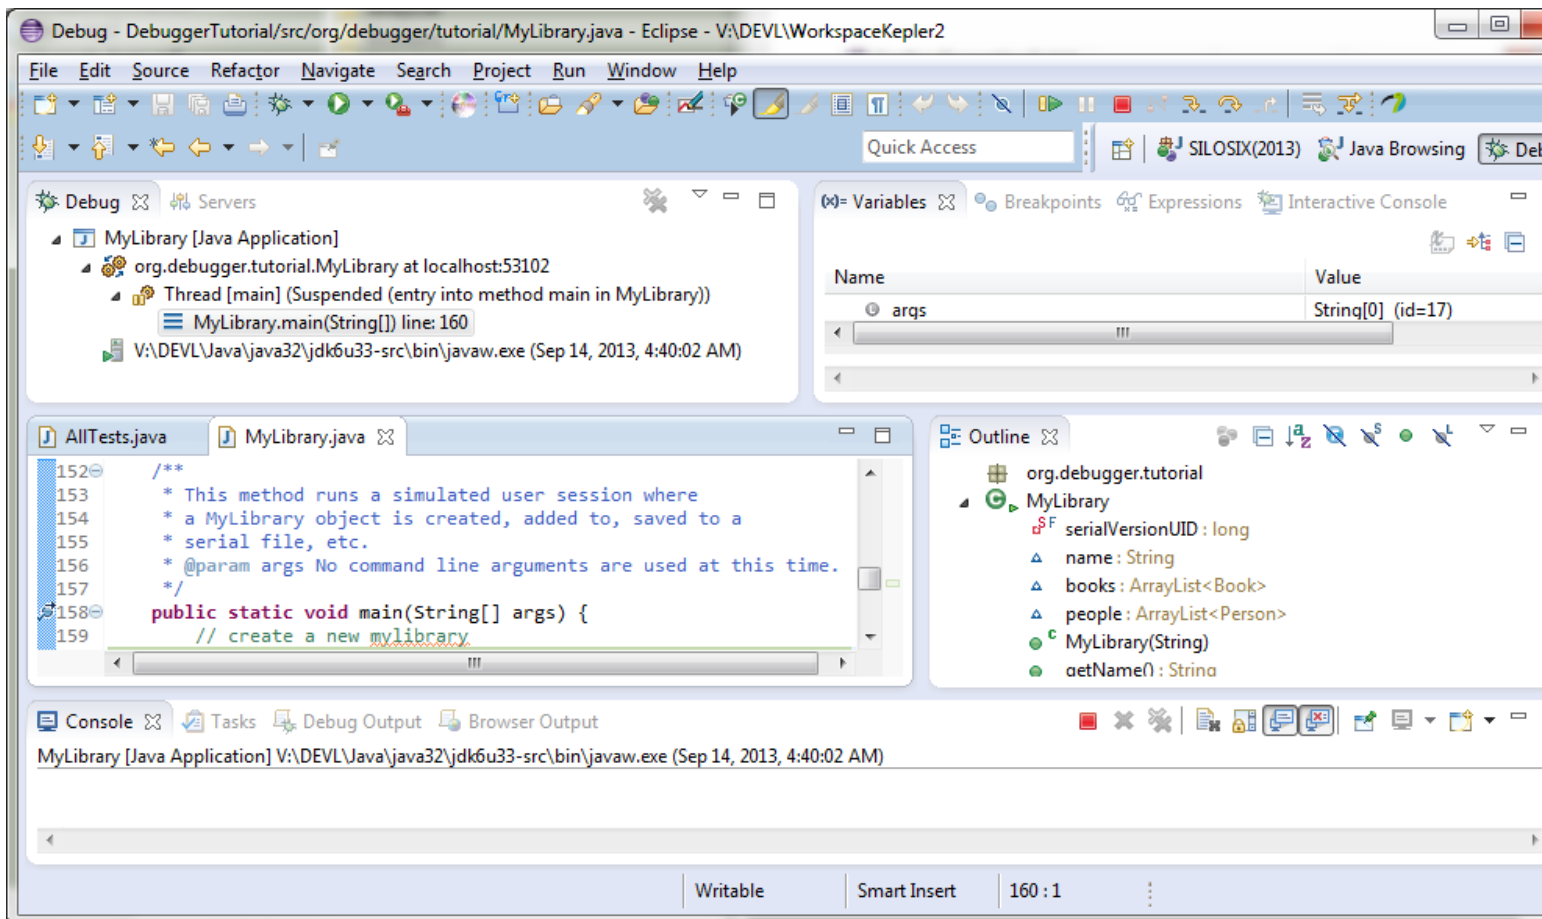 Debug - DebuggerTutorial/src/org/debugger/tutorial/MyLibrary.java - Eclipse - V:\DEVL\WorkspaceKepler2
File Edit Source Refactor Navigate Search Project Run Window Help
Quick Access
SILOSIX(2013) Java Browsing Deb
Debug Servers
MyLibrary [Java Application]
org.debugger.tutorial.MyLibrary at localhost:53102
Thread [main] (Suspended (entry into method main in MyLibrary))
MyLibrary.main(String[]) line: 160
V:\DEVL\Java\java32\jdk6u33-src\bin\javaw.exe (Sep 14, 2013, 4:40:02 AM)
(x)= Variables Breakpoints Expressions Interactive Console
Name Value
args String[0] (id=17)
AllTests.java MyLibrary.java
152 /**
153 * This method runs a simulated user session where
154 * a MyLibrary object is created, added to, saved to a
155 * serial file, etc.
156 * @param args No command line arguments are used at this time.
157 */
158 public static void main(String[] args) {
159 // create a new mylibrary
Outline
org.debugger.tutorial
MyLibrary
serialVersionUID : long
name : String
books : ArrayList<Book>
people : ArrayList<Person>
MyLibrary(String)
getName() : String
Console Tasks Debug Output Browser Output
MyLibrary [Java Application] V:\DEVL\Java\java32\jdk6u33-src\bin\javaw.exe (Sep 14, 2013, 4:40:02 AM)
Writable Smart Insert 160 : 1